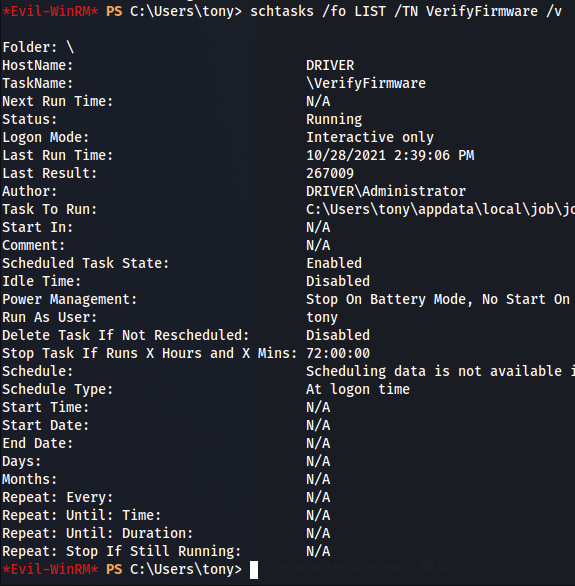 *Evil-WinRM* PS C:\Users\tony> schtasks /fo LIST /TN VerifyFirmware /v
Folder: \
HostName: DRIVER
TaskName: \VerifyFirmware
Next Run Time: N/A
Status: Running
Logon Mode: Interactive only
Last Run Time: 10/28/2021 2:39:06 PM
Last Result: 267009
Author: DRIVER\Administrator
Task To Run: C:\Users\tony\appdata\local\job\jo
Start In: N/A
Comment: N/A
Scheduled Task State: Enabled
Idle Time: Disabled
Power Management: Stop On Battery Mode, No Start On
Run As User: tony
Delete Task If Not Rescheduled: Disabled
Stop Task If Runs X Hours and X Mins: 72:00:00
Schedule: Scheduling data is not available i
Schedule Type: At logon time
Start Time: N/A
Start Date: N/A
End Date: N/A
Days: N/A
Months: N/A
Repeat: Every: N/A
Repeat: Until: Time: N/A
Repeat: Until: Duration: N/A
Repeat: Stop If Still Running: N/A
*Evil-WinRM* PS C:\Users\tony>